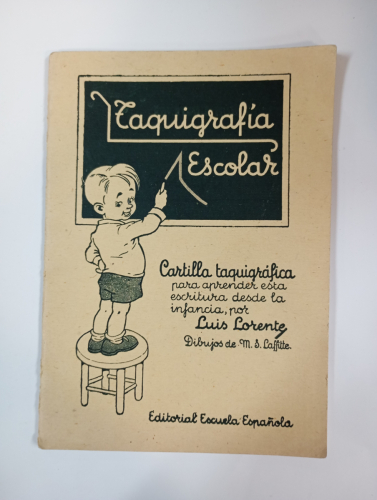 Taquigrafía
Escolar
Cartilla taquigráfica
para aprender esta
escritura desde la
infancia, por
Luis Lorente
Dibujos de M. S. Laffitte.
Editorial Escuela Española